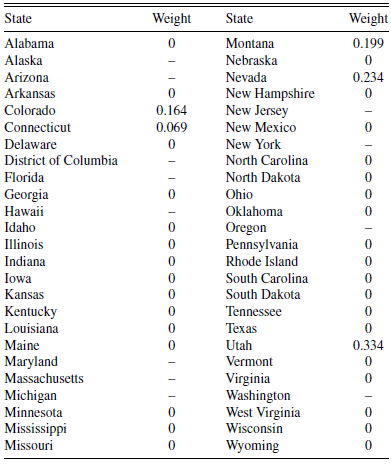 State Weight State Weight
Alabama 0 Montana 0.199
Alaska – Nebraska 0
Arizona – Nevada 0.234
Arkansas 0 New Hampshire 0
Colorado 0.164 New Jersey –
Connecticut 0.069 New Mexico 0
Delaware 0 New York –
District of Columbia – North Carolina 0
Florida – North Dakota 0
Georgia 0 Ohio 0
Hawaii – Oklahoma 0
Idaho 0 Oregon –
Illinois 0 Pennsylvania 0
Indiana 0 Rhode Island 0
Iowa 0 South Carolina 0
Kansas 0 South Dakota 0
Kentucky 0 Tennessee 0
Louisiana 0 Texas 0
Maine 0 Utah 0.334
Maryland – Vermont 0
Massachusetts – Virginia 0
Michigan – Washington –
Minnesota 0 West Virginia 0
Mississippi 0 Wisconsin 0
Missouri 0 Wyoming 0